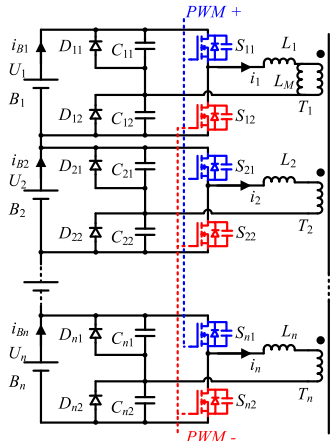 PWM +
i_B1 D_11 C_11 S_11 L_1
U_1 i_1 L_M
B_1 D_12 C_12 S_12 T_1
i_B2 D_21 C_21 S_21 L_2
U_2 i_2
B_2 D_22 C_22 S_22 T_2
i_Bn D_n1 C_n1 S_n1 L_n
U_n i_n
B_n D_n2 C_n2 S_n2 T_n
PWM -